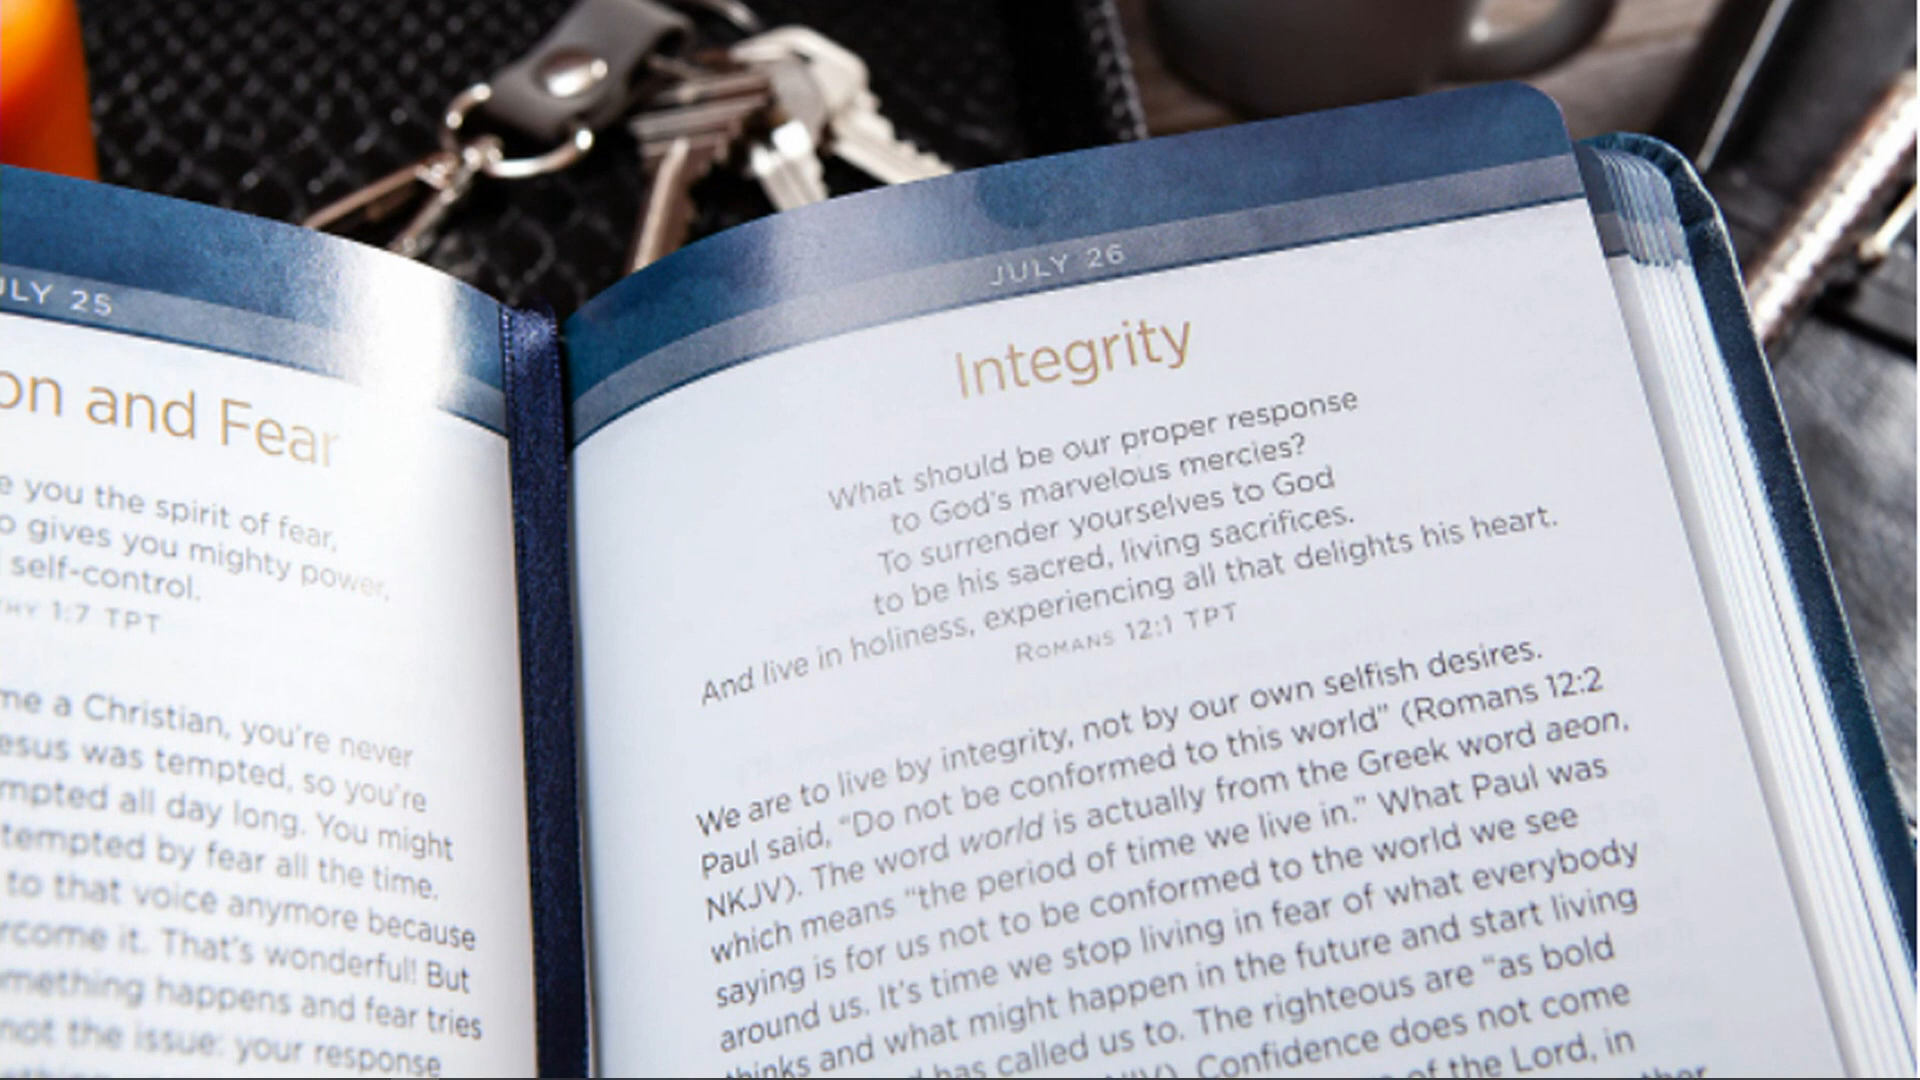 LY 25
on and Fear
e you the spirit of fear,
o gives you mighty power,
self-control.
THY 1:7 TPT
me a Christian, you're never
esus was tempted, so you're
mpted all day long. You might
tempted by fear all the time.
to that voice anymore because
rcome it. That's wonderful! But
mething happens and fear tries
not the issue: your response
JULY 26
Integrity
What should be our proper response
to God's marvelous mercies?
To surrender yourselves to God
to be his sacred, living sacrifices.
And live in holiness, experiencing all that delights his heart.
ROMANS 12:1 TPT
We are to live by integrity, not by our own selfish desires.
Paul said, "Do not be conformed to this world" (Romans 12:2
NKJV). The word world is actually from the Greek word aeon,
which means "the period of time we live in." What Paul was
saying is for us not to be conformed to the world we see
around us. It's time we stop living in fear of what everybody
thinks and what might happen in the future and start living
has called us to. The righteous are "as bold
NIV). Confidence does not come
of the Lord, in